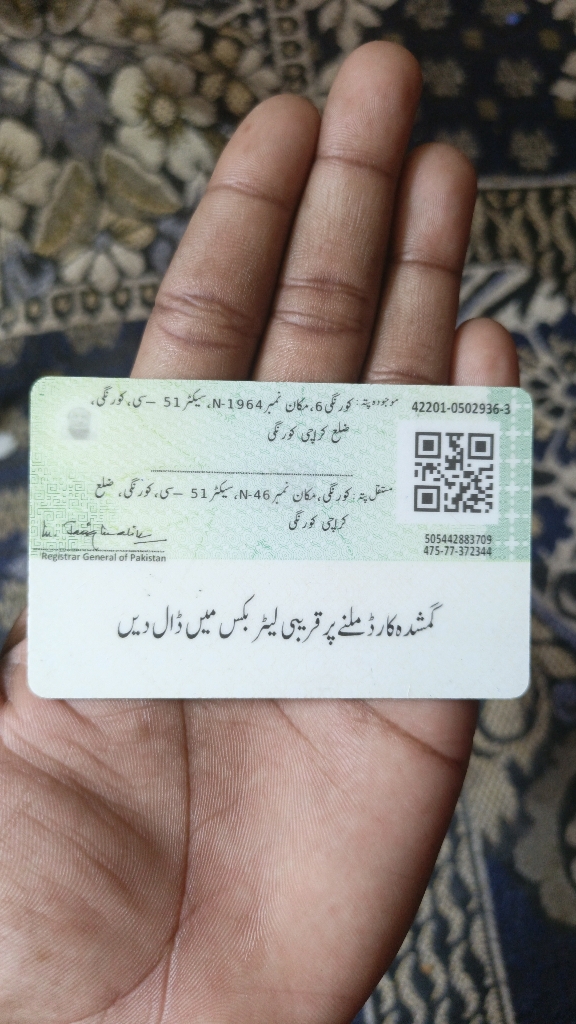 42201-0502936-3
موجودہ پتہ: کورنگی 6، مکان نمبر N-1964، سیکٹر 51 –سی، کورنگی،
ضلع کراچی کورنگی
مستقل پتہ: کورنگی، مکان نمبر N-46، سیکٹر 51 –سی، کورنگی، ضلع
کراچی کورنگی
505442883709
475-77-372344
Registrar General of Pakistan
گمشدہ کارڈ ملنے پر قریبی لیٹر بکس میں ڈال دیں